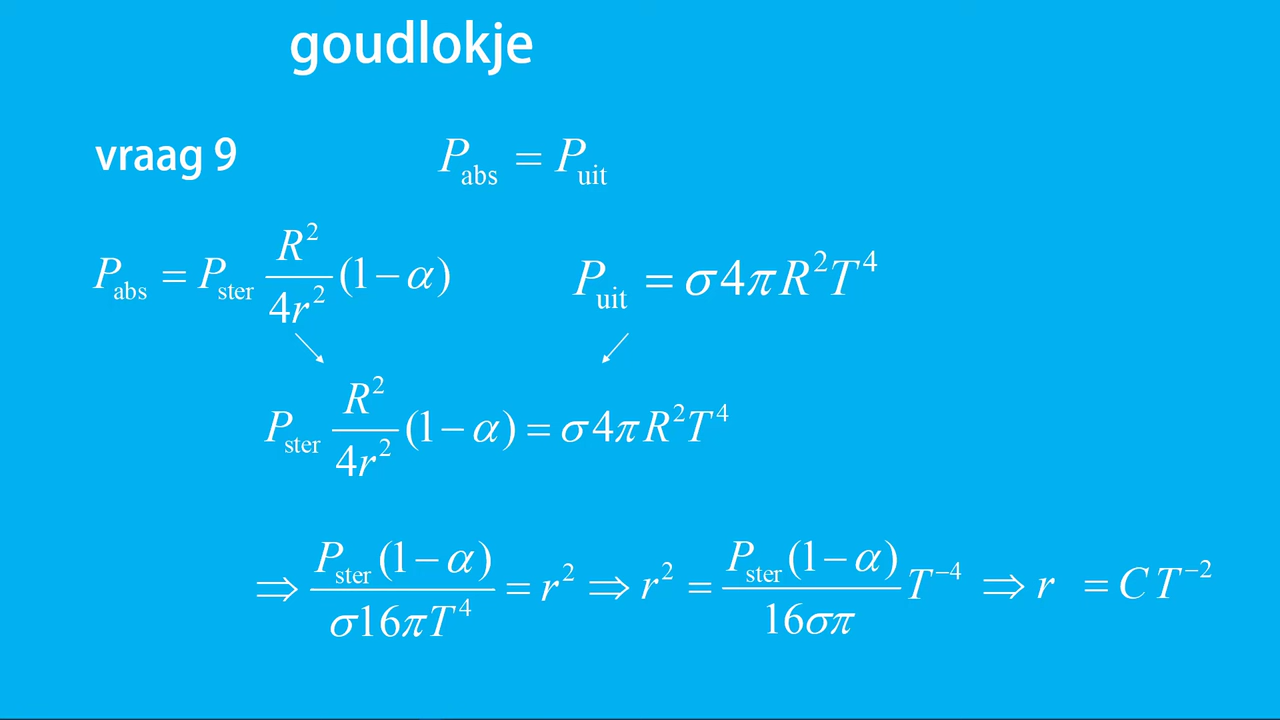 goudlokje
vraag 9
P_abs = P_uit
P_abs = P_ster R²/4r² (1 − α)
P_uit = σ4πR²T⁴
P_ster R²/4r² (1 − α) = σ4πR²T⁴
⇒ P_ster (1 − α)/σ16πT⁴ = r² ⇒ r² = P_ster (1 − α)/16σπ T⁻⁴ ⇒ r = CT⁻²